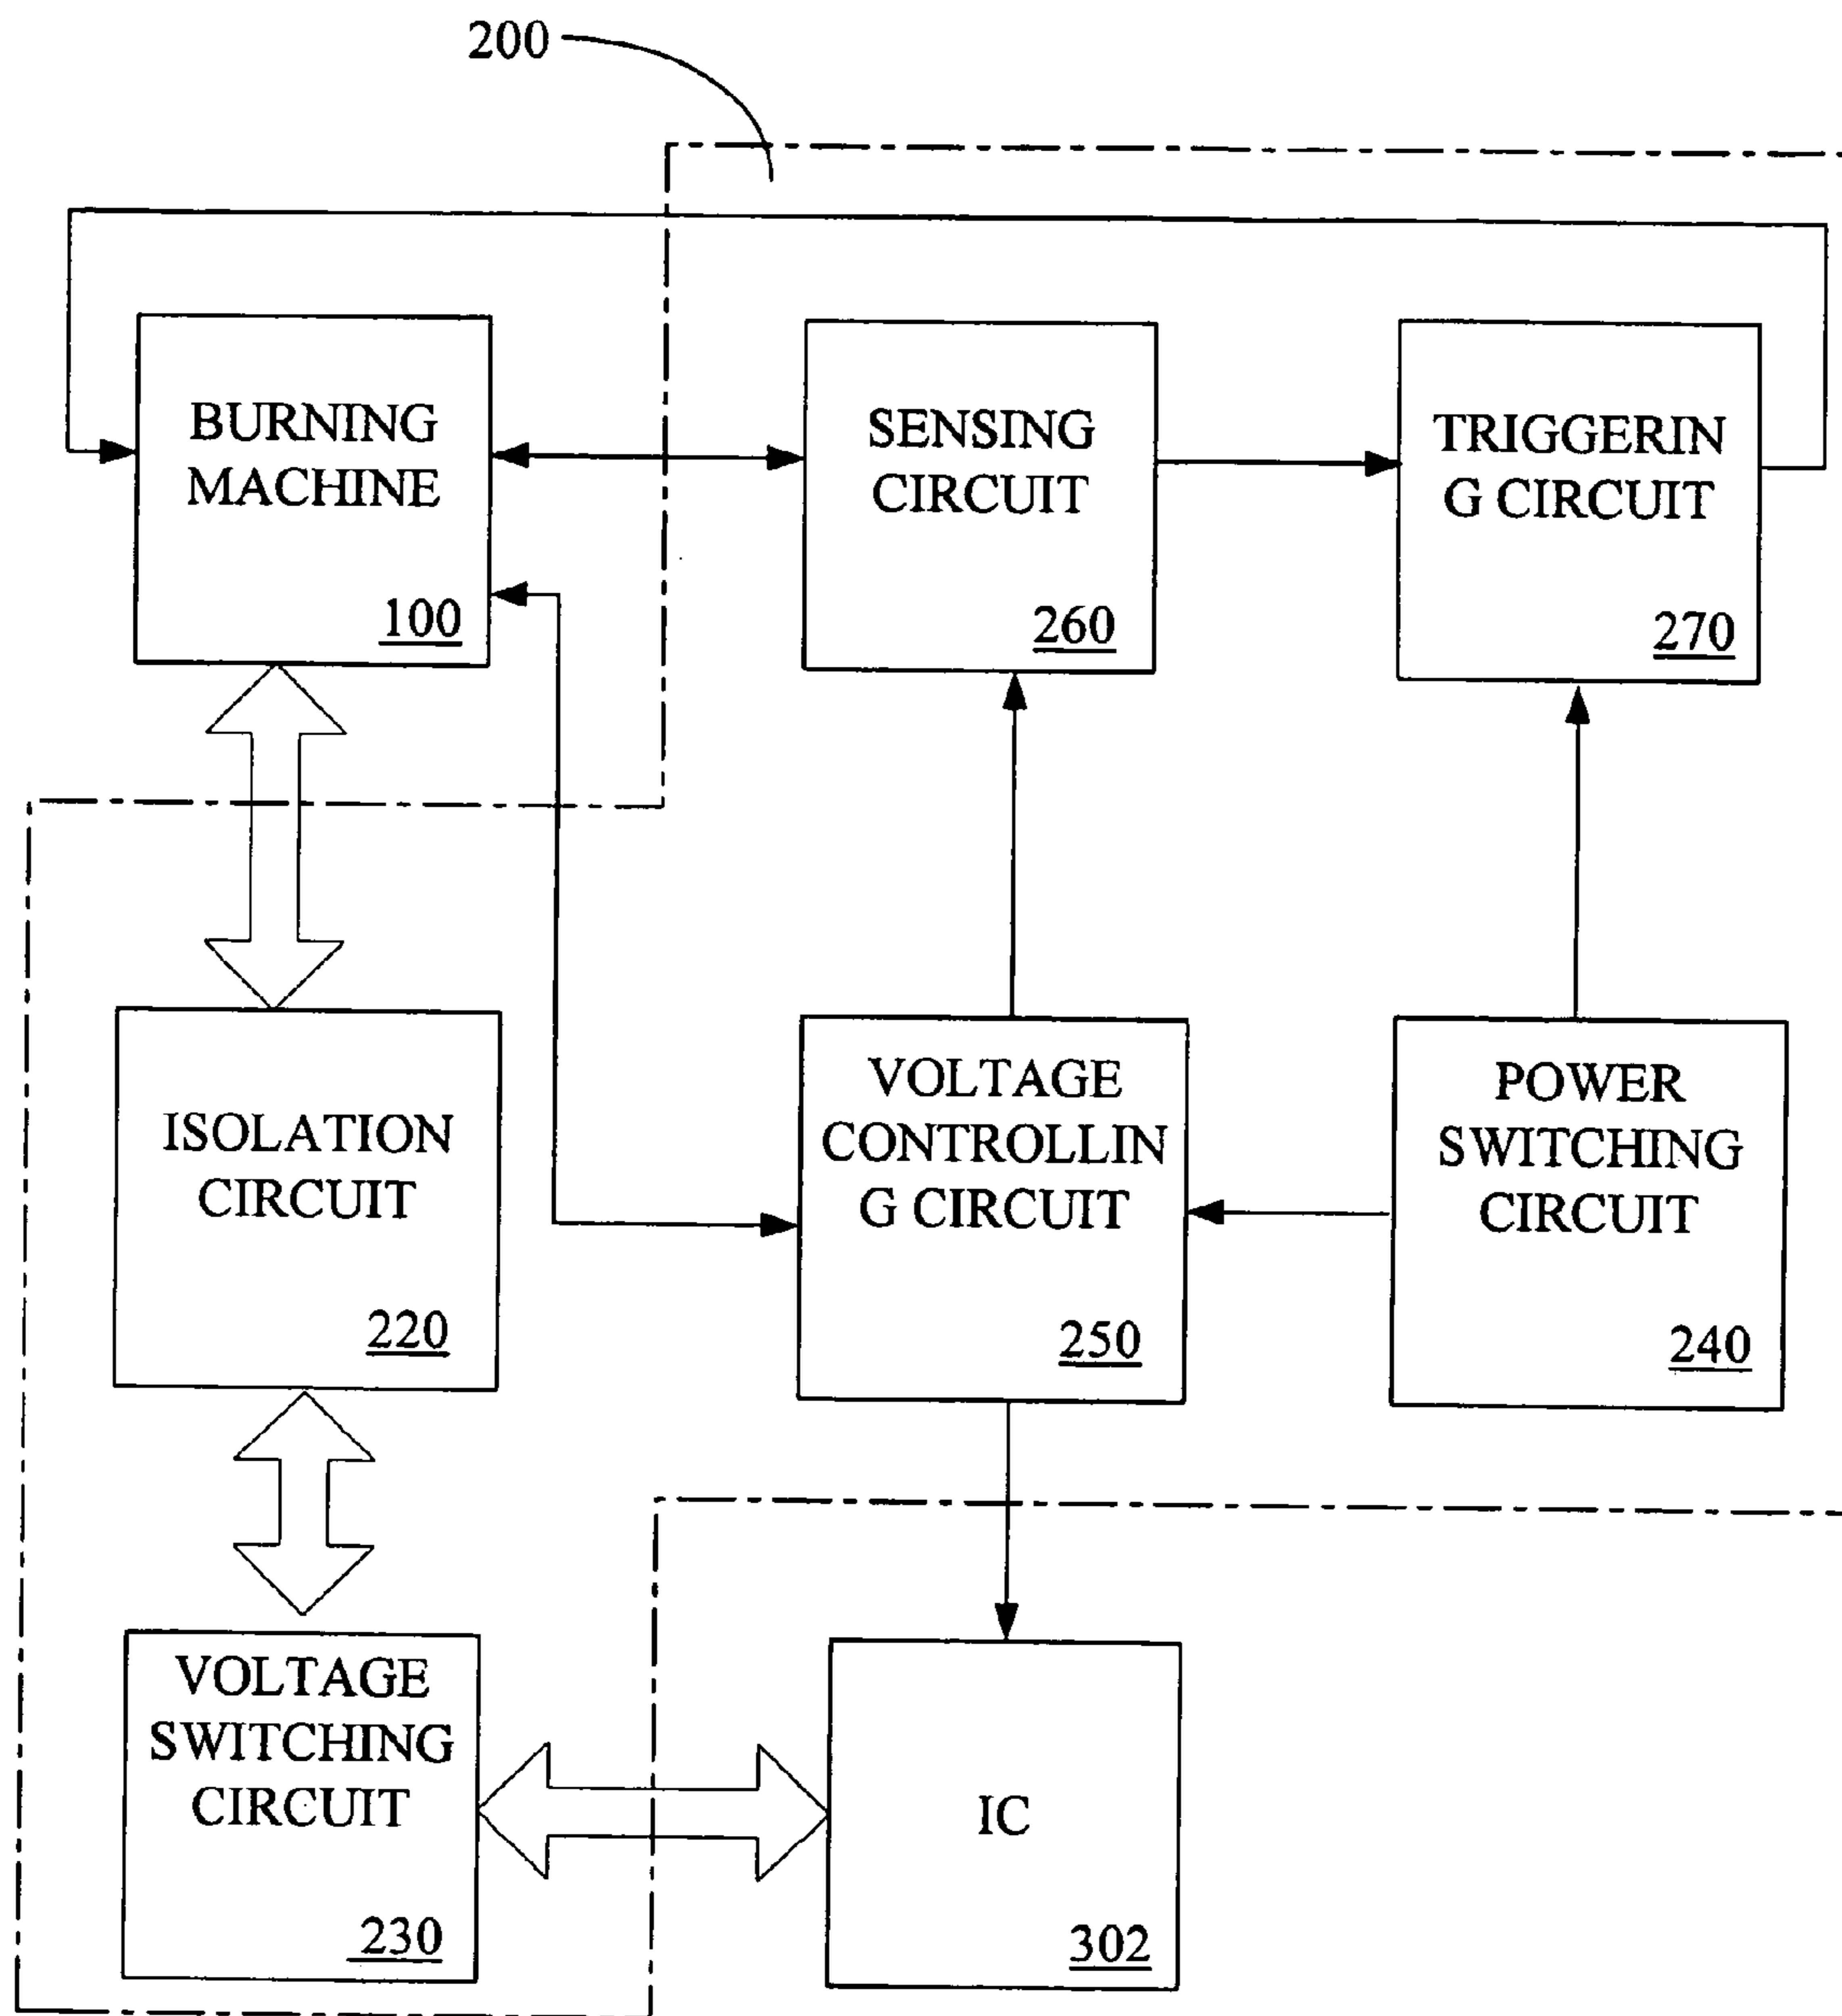 200
BURNING
MACHINE
100
SENSING
CIRCUIT
260
TRIGGERIN
G CIRCUIT
270
ISOLATION
CIRCUIT
220
VOLTAGE
CONTROLLIN
G CIRCUIT
250
POWER
SWITCHING
CIRCUIT
240
VOLTAGE
SWITCHING
CIRCUIT
230
IC
302